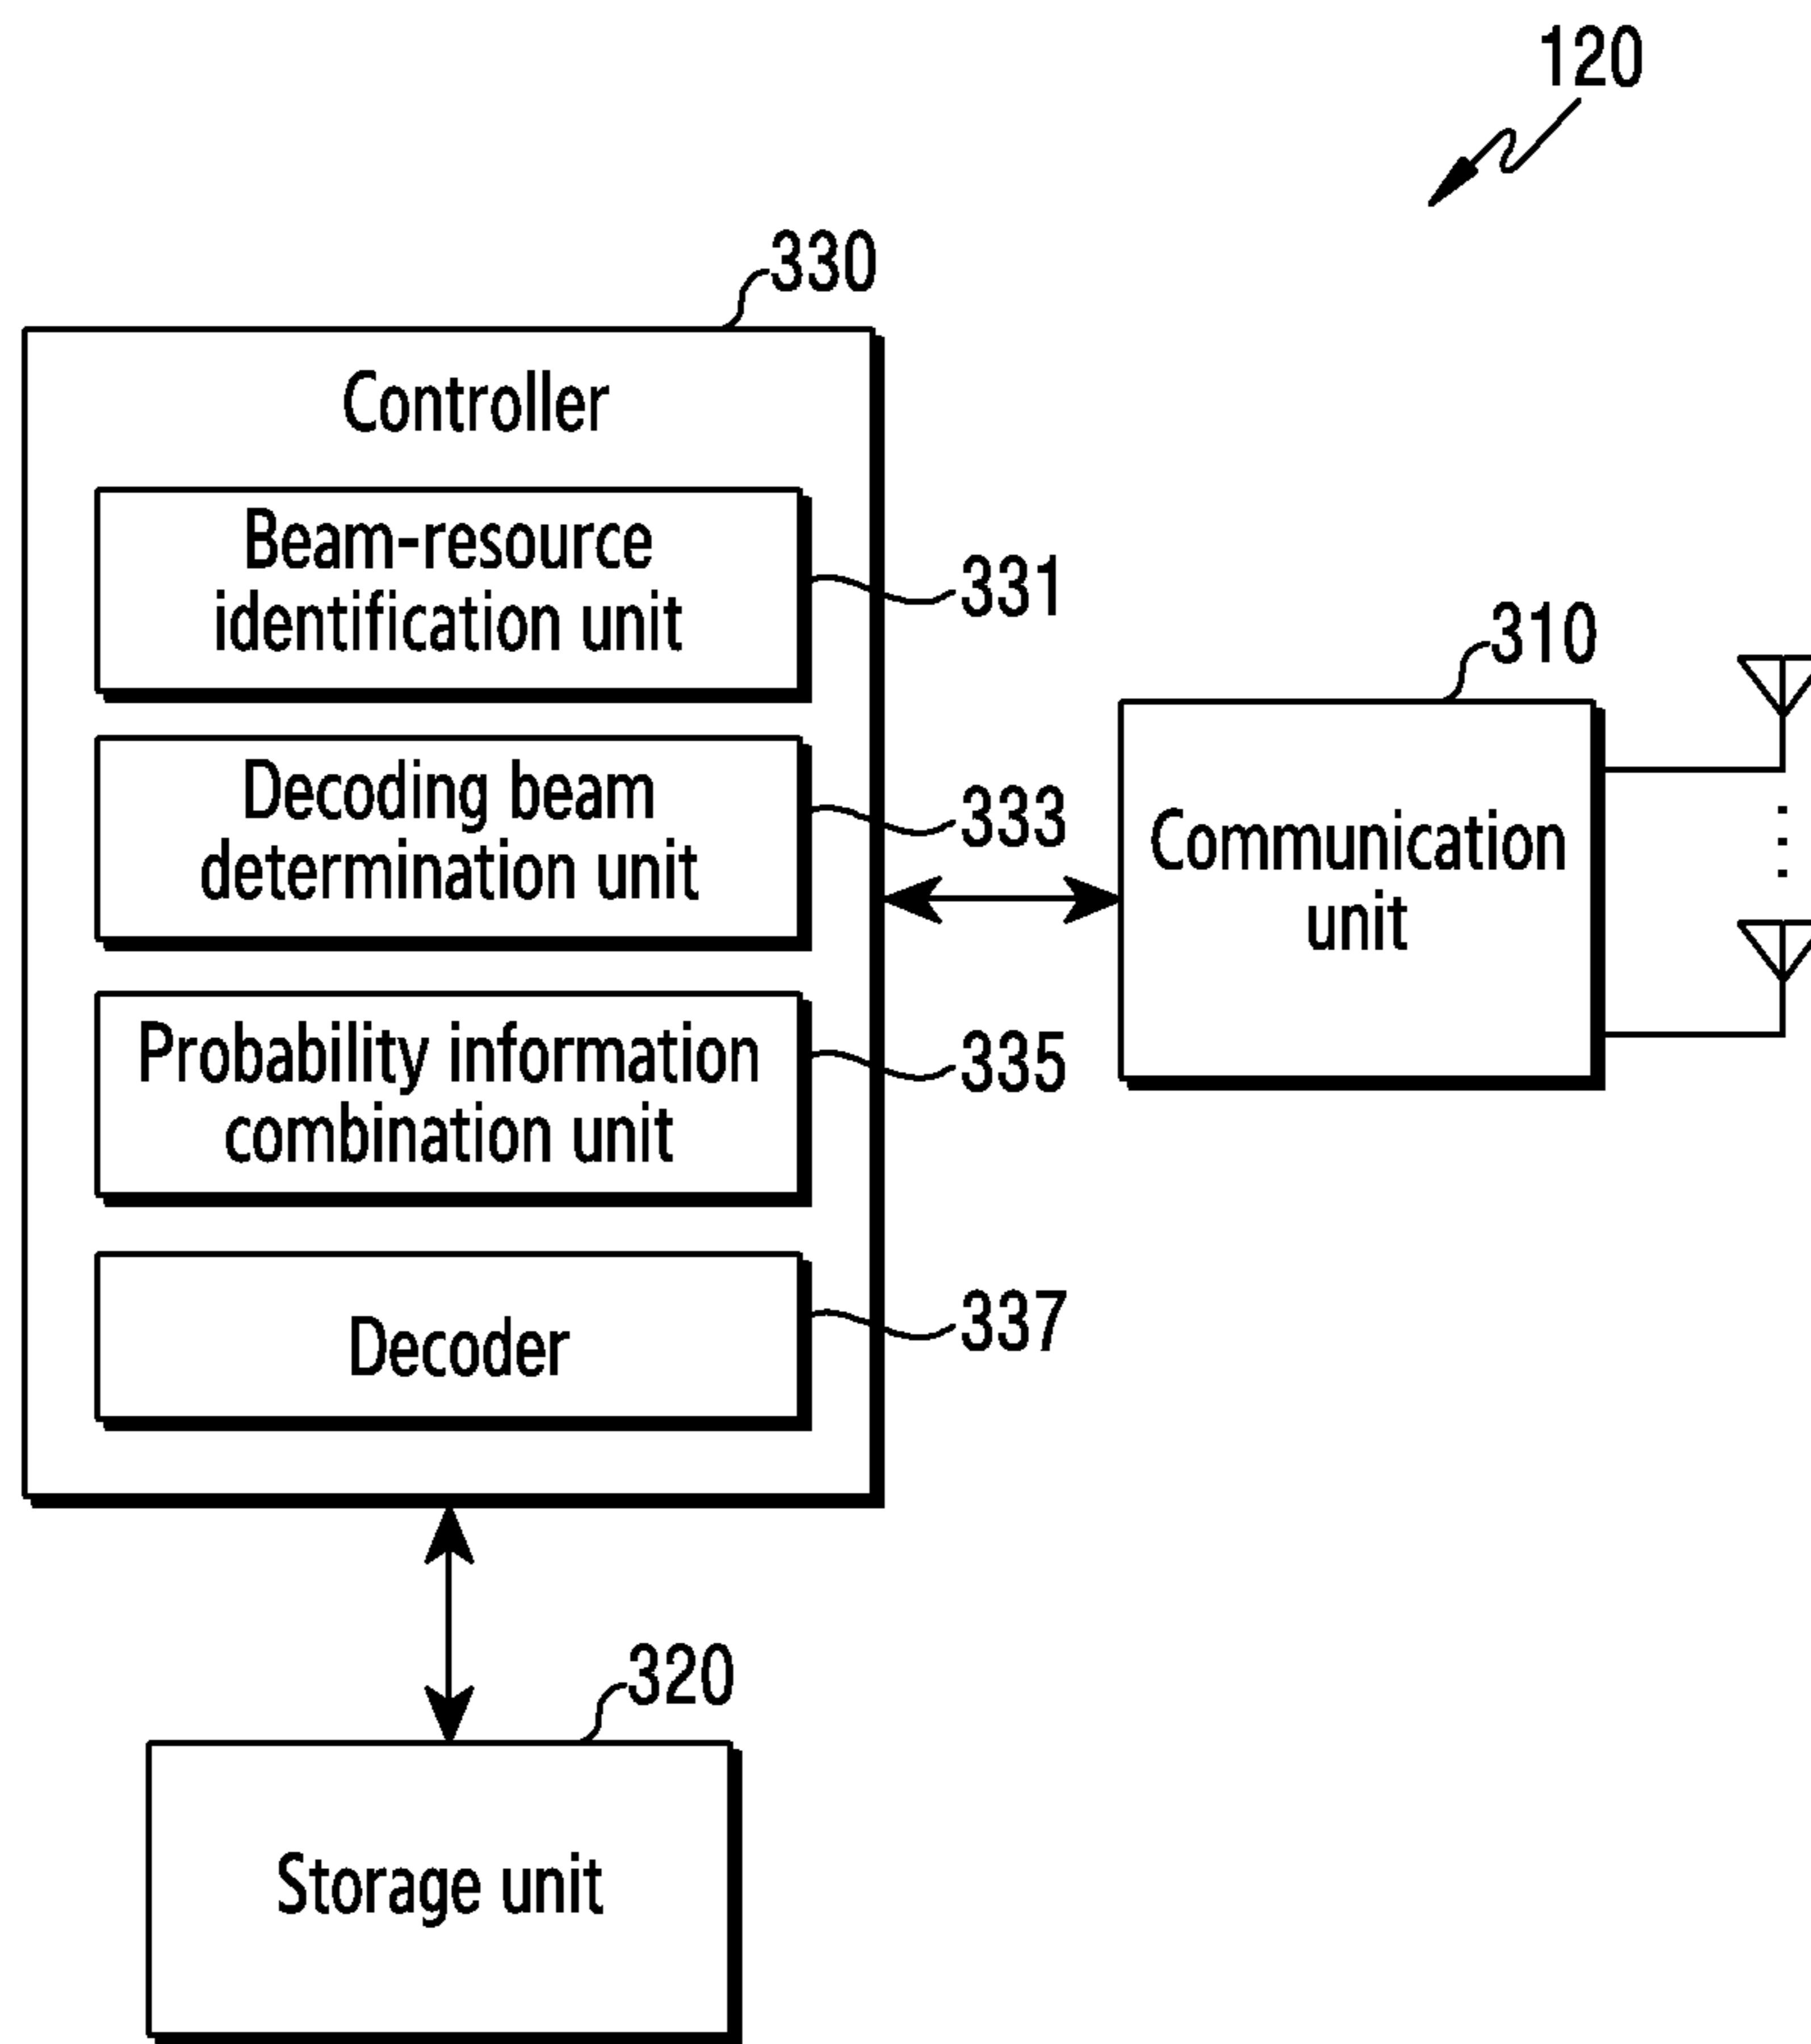 120
330
Controller
Beam-resource
identification unit
331
Decoding beam
determination unit
333
Probability information
combination unit
335
Decoder
337
310
Communication
unit
320
Storage unit